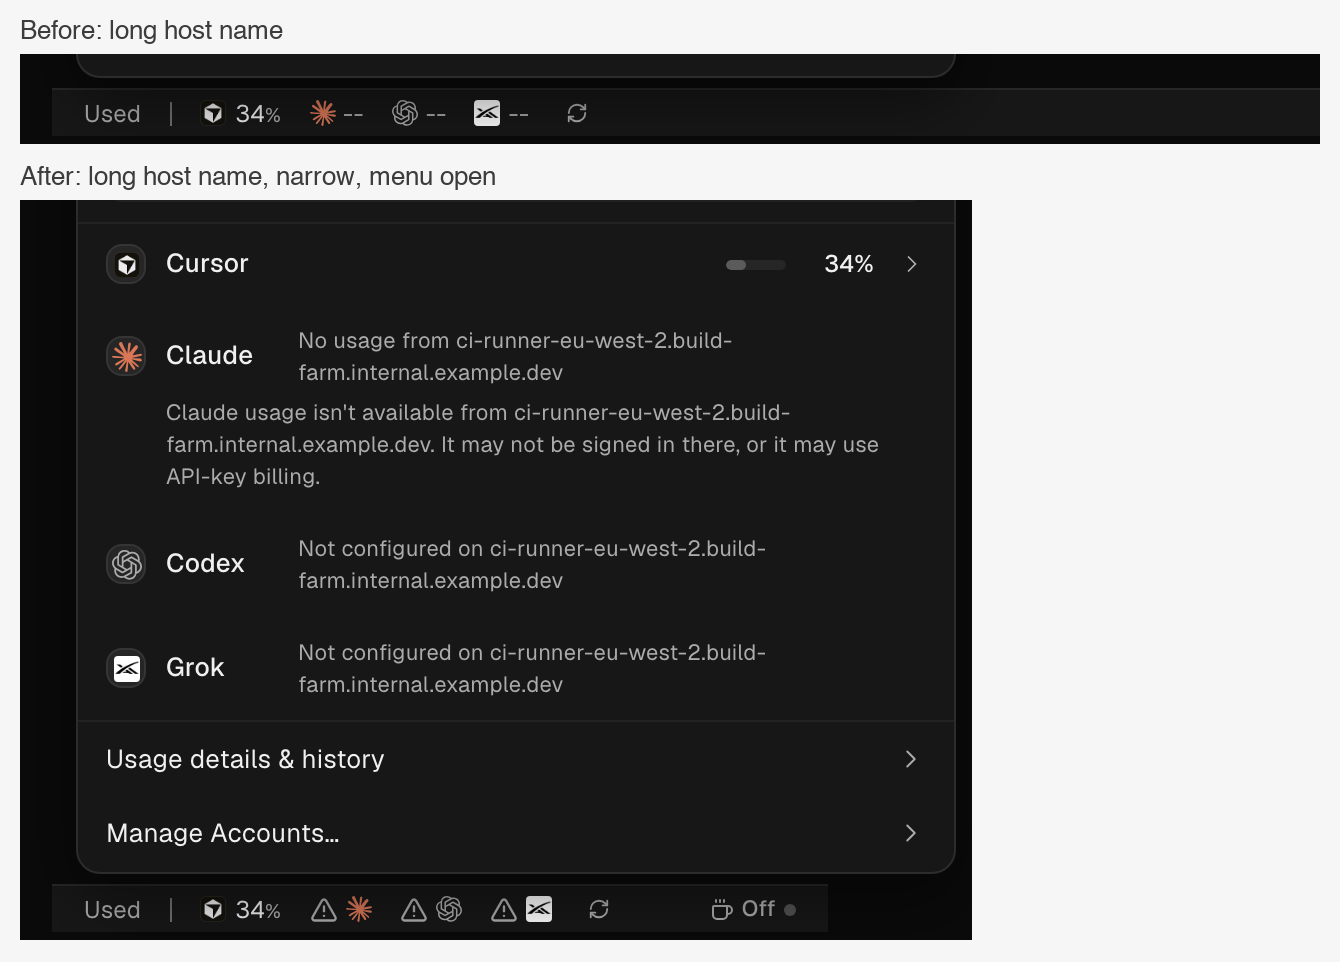 Before: long host name
Used | 34% -- -- --
After: long host name, narrow, menu open
Cursor 34%
No usage from ci-runner-eu-west-2.build-
Claude
farm.internal.example.dev
Claude usage isn't available from ci-runner-eu-west-2.build-
farm.internal.example.dev. It may not be signed in there, or it may use
API-key billing.
Not configured on ci-runner-eu-west-2.build-
Codex
farm.internal.example.dev
Not configured on ci-runner-eu-west-2.build-
Grok
farm.internal.example.dev
Usage details & history
Manage Accounts...
Used | 34% Off